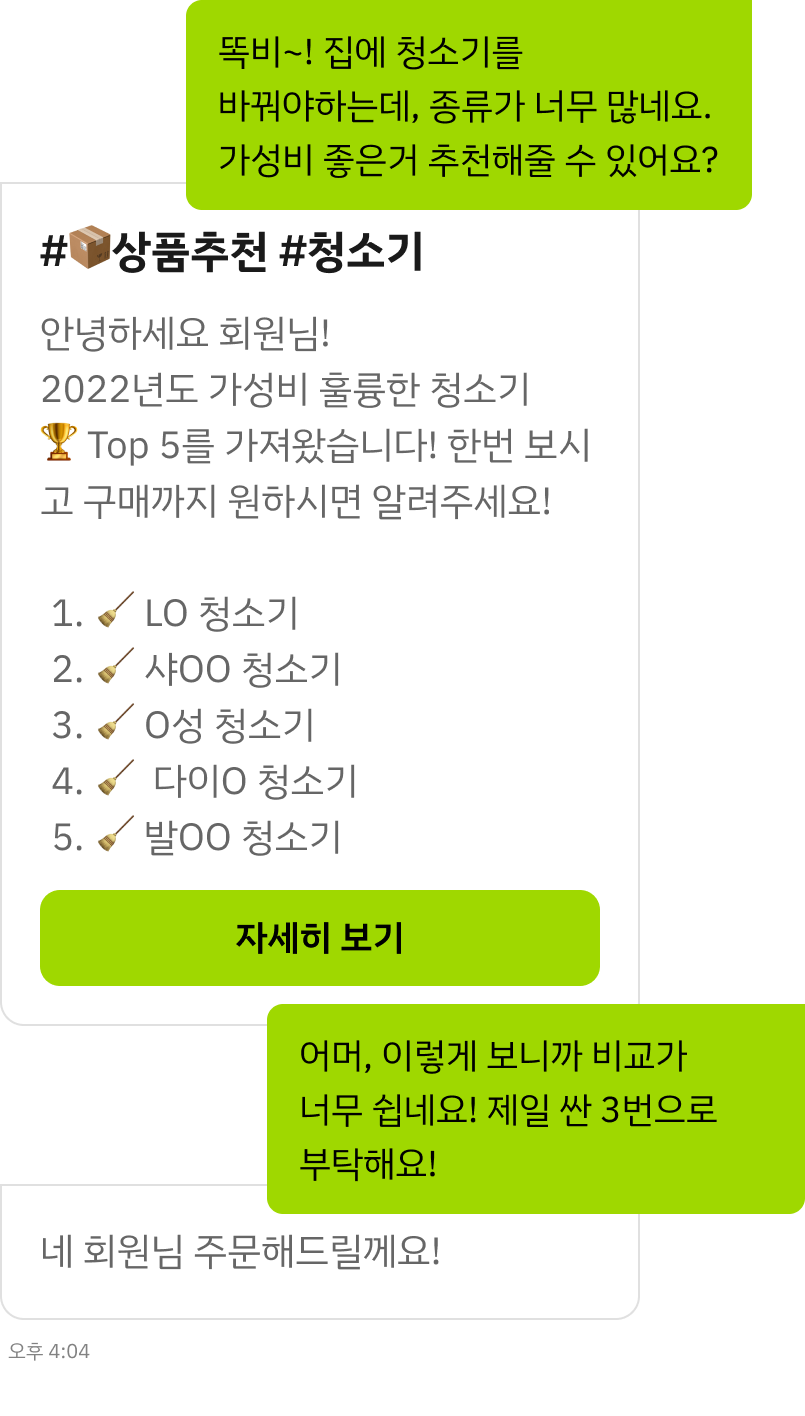 똑비~! 집에 청소기를
바꿔야하는데, 종류가 너무 많네요.
가성비 좋은거 추천해줄 수 있어요?
#📦상품추천 #청소기
안녕하세요 회원님!
2022년도 가성비 훌륭한 청소기
🏆 Top 5를 가져왔습니다! 한번 보시
고 구매까지 원하시면 알려주세요!
1. 🧹 LO 청소기
2. 🧹 샤OO 청소기
3. 🧹 O성 청소기
4. 🧹 다이O 청소기
5. 🧹 발OO 청소기
자세히 보기
어머, 이렇게 보니까 비교가
너무 쉽네요! 제일 싼 3번으로
부탁해요!
네 회원님 주문해드릴께요!
오후 4:04